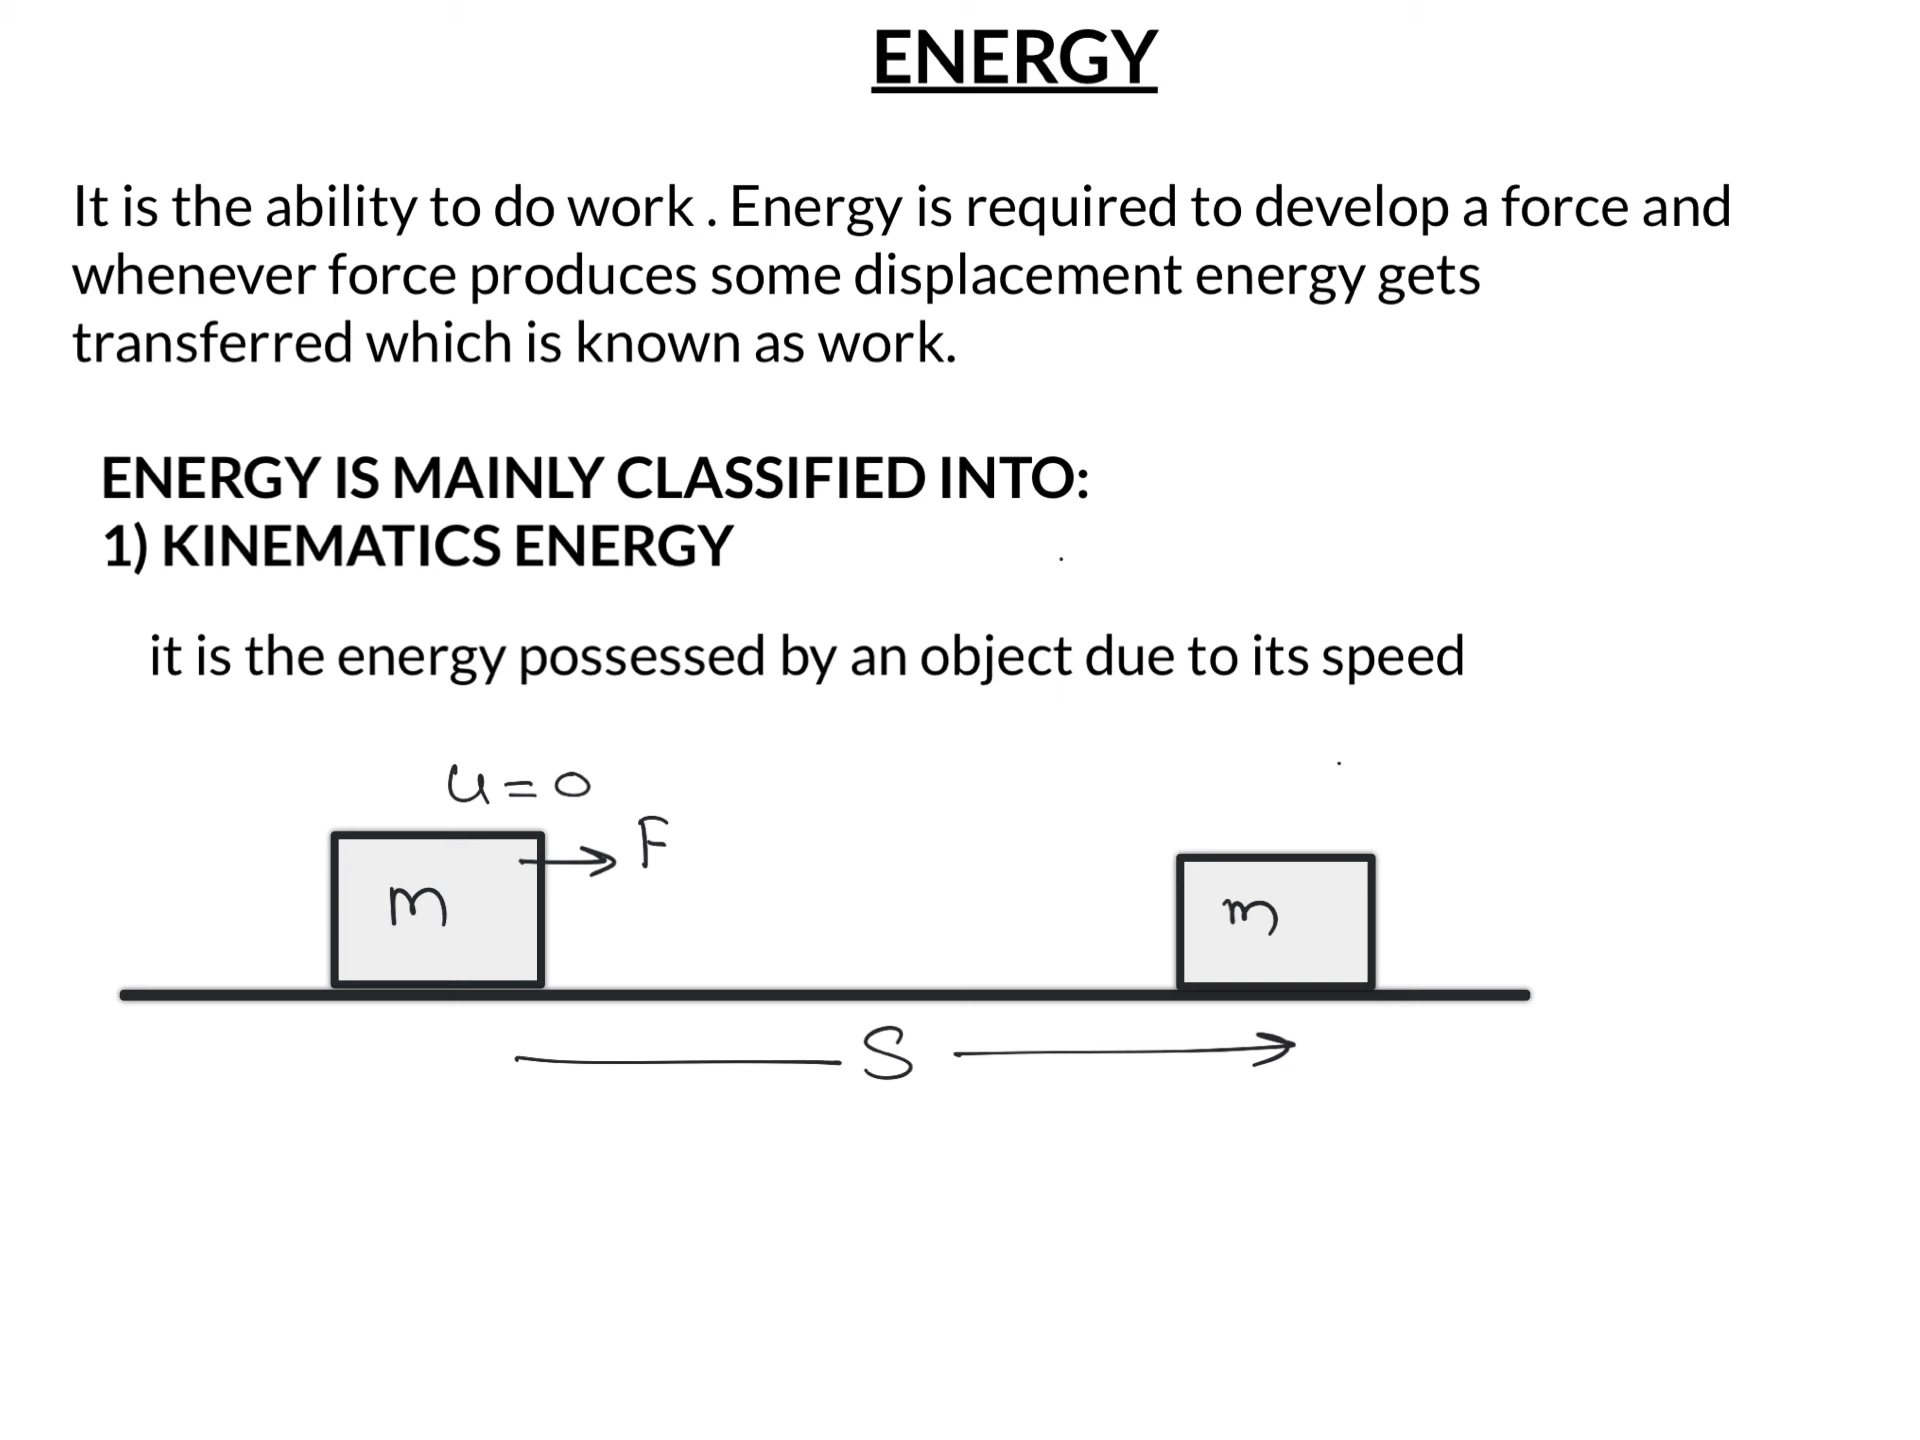 ENERGY
It is the ability to do work . Energy is required to develop a force and
whenever force produces some displacement energy gets
transferred which is known as work.
ENERGY IS MAINLY CLASSIFIED INTO:
1) KINEMATICS ENERGY
it is the energy possessed by an object due to its speed
u = 0
F
m
m
S